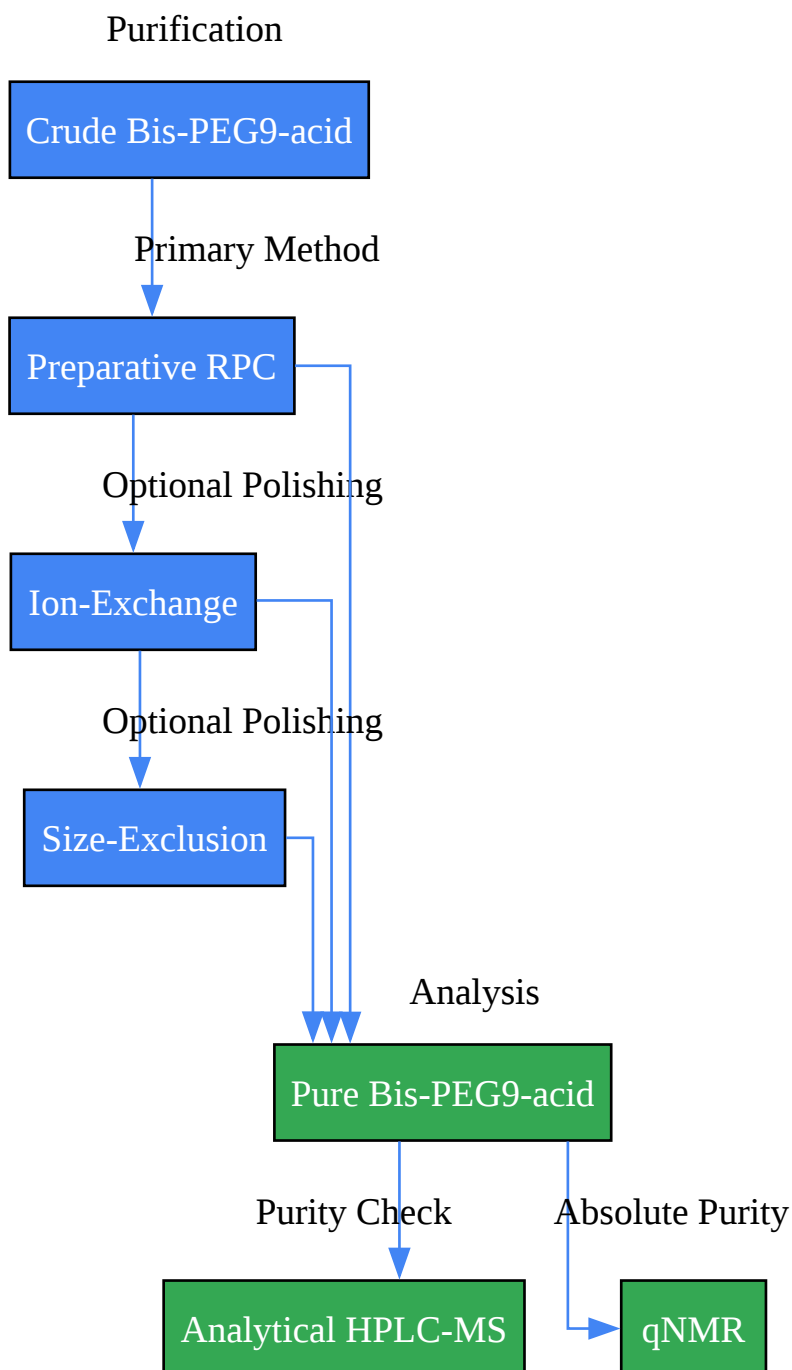 Purification
Crude Bis-PEG9-acid
Primary Method
Preparative RPC
Optional Polishing
Ion-Exchange
Optional Polishing
Size-Exclusion
Analysis
Pure Bis-PEG9-acid
Purity Check
Absolute Purity
Analytical HPLC-MS
qNMR